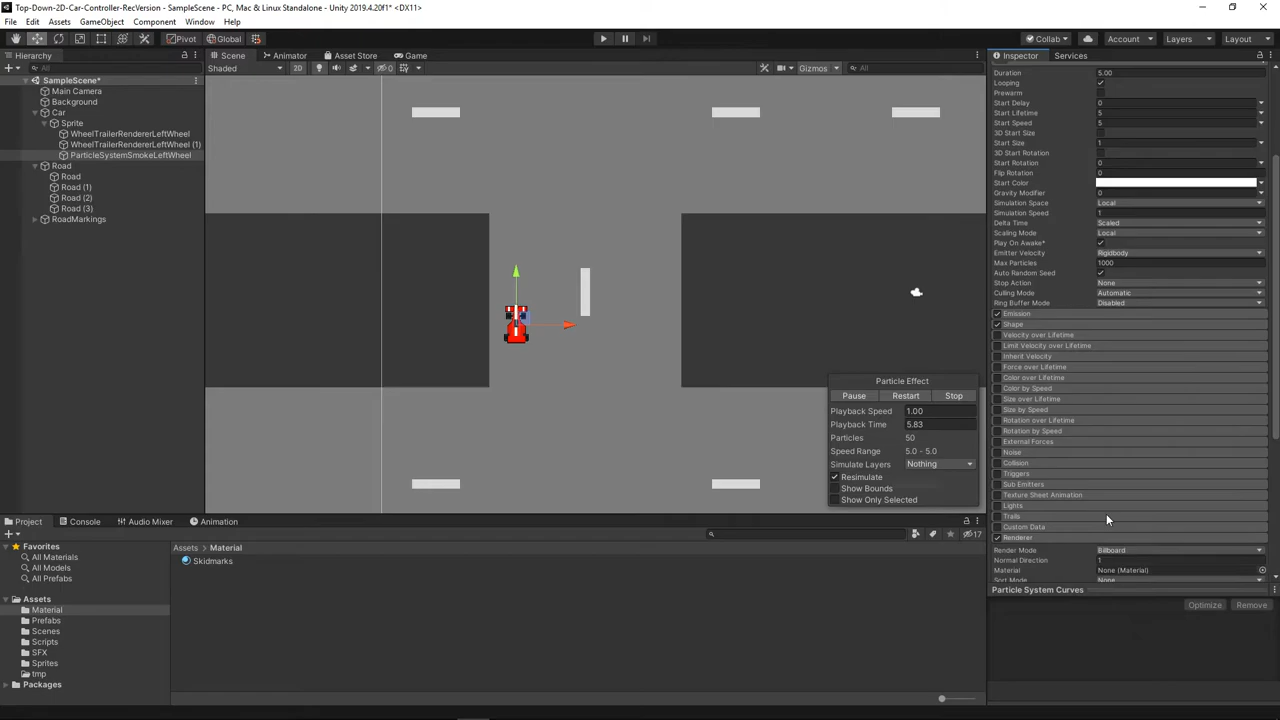 Top-Down-2D-Car-Controller-RecVersion - SampleScene - PC, Mac & Linux Standalone - Unity 2019.4.20f1* <DX11>
File Edit Assets GameObject Component Window Help
Pivot Global Collab Account Layers Layout
Hierarchy
All
SampleScene*
Main Camera
Background
Car
Sprite
WheelTrailerRendererLeftWheel
WheelTrailerRendererLeftWheel (1)
ParticleSystemSmokeLeftWheel
Road
Road
Road (1)
Road (2)
Road (3)
RoadMarkings
Scene Animator Asset Store Game
Shaded 2D 0 Gizmos All
Particle Effect
Pause Restart Stop
Playback Speed 1.00
Playback Time 5.83
Particles 50
Speed Range 5.0 - 5.0
Simulate Layers Nothing
Resimulate
Show Bounds
Show Only Selected
Inspector Services
Duration 5.00
Looping
Prewarm
Start Delay 0
Start Lifetime 5
Start Speed 5
3D Start Size
Start Size 1
3D Start Rotation
Start Rotation 0
Flip Rotation 0
Start Color
Gravity Modifier 0
Simulation Space Local
Simulation Speed 1
Delta Time Scaled
Scaling Mode Local
Play On Awake*
Emitter Velocity Rigidbody
Max Particles 1000
Auto Random Seed
Stop Action None
Culling Mode Automatic
Ring Buffer Mode Disabled
Emission
Shape
Velocity over Lifetime
Limit Velocity over Lifetime
Inherit Velocity
Force over Lifetime
Color over Lifetime
Color by Speed
Size over Lifetime
Size by Speed
Rotation over Lifetime
Rotation by Speed
External Forces
Noise
Collision
Triggers
Sub Emitters
Texture Sheet Animation
Lights
Trails
Custom Data
Renderer
Render Mode Billboard
Normal Direction 1
Material None (Material)
Sort Mode None
Particle System Curves
Optimize Remove
Project Console Audio Mixer Animation
17
Favorites
All Materials
All Models
All Prefabs
Assets
Material
Prefabs
Scenes
Scripts
SFX
Sprites
tmp
Packages
Assets > Material
Skidmarks